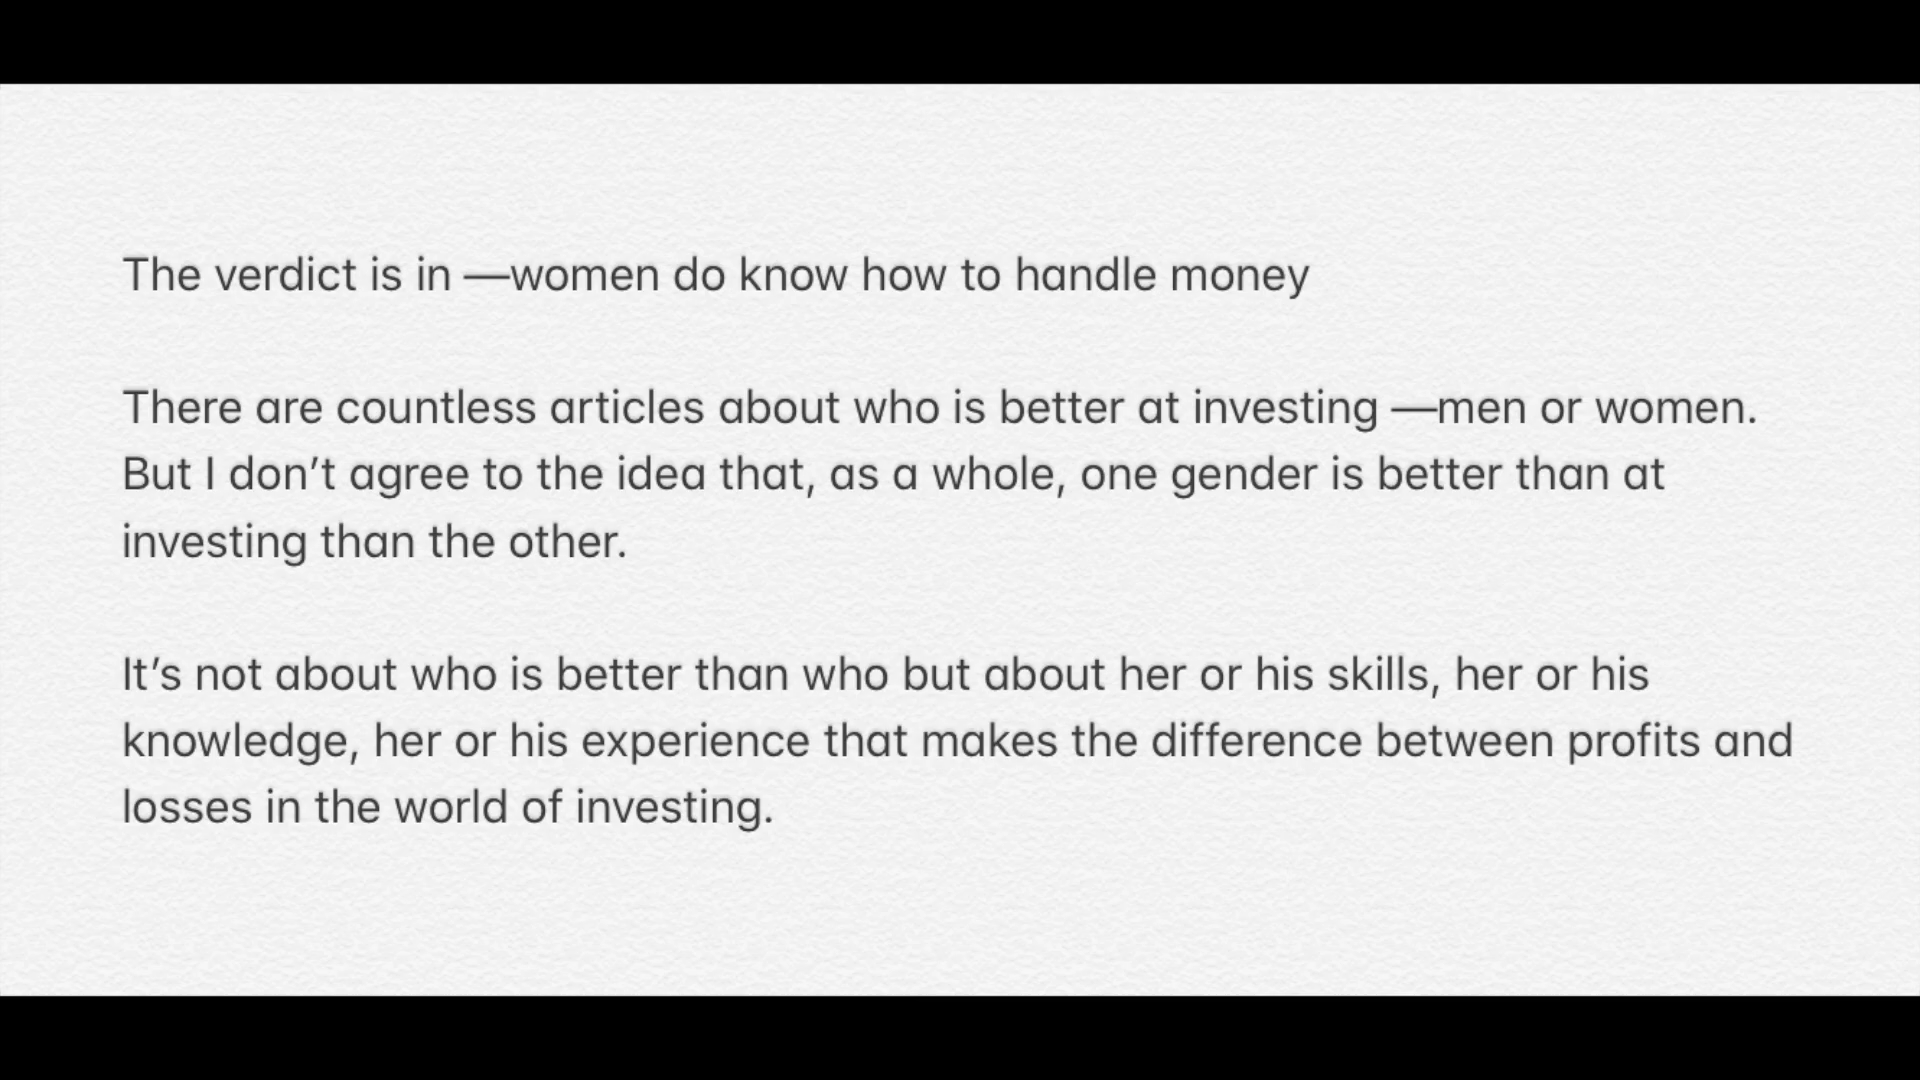 The verdict is in —women do know how to handle money
There are countless articles about who is better at investing —men or women.
But I don’t agree to the idea that, as a whole, one gender is better than at
investing than the other.
It’s not about who is better than who but about her or his skills, her or his
knowledge, her or his experience that makes the difference between profits and
losses in the world of investing.